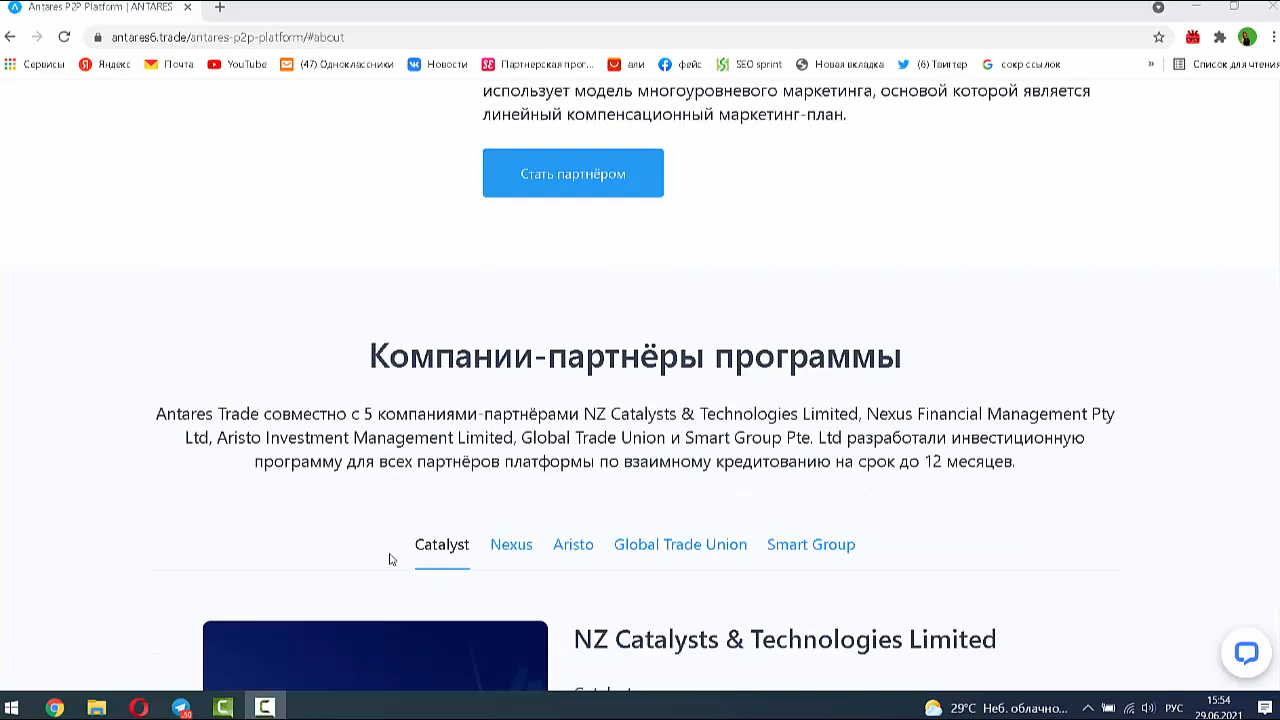 Antares P2P Platform | ANTARES
antares6.trade/antares-p2p-platform/#about
Сервисы Яндекс Почта YouTube (47) Одноклассники Новости Партнерская прог... али фейс SEO sprint Новая вкладка (6) Твиттер сокр ссылок » Список для чтения
использует модель многоуровневого маркетинга, основой которой является
линейный компенсационный маркетинг-план.
Стать партнёром
Компании-партнёры программы
Antares Trade совместно с 5 компаниями-партнёрами NZ Catalysts & Technologies Limited, Nexus Financial Management Pty
Ltd, Aristo Investment Management Limited, Global Trade Union и Smart Group Pte. Ltd разработали инвестиционную
программу для всех партнёров платформы по взаимному кредитованию на срок до 12 месяцев.
Catalyst Nexus Aristo Global Trade Union Smart Group
NZ Catalysts & Technologies Limited
29°C Небольшая облачно... РУС 15:54
29.06.2021